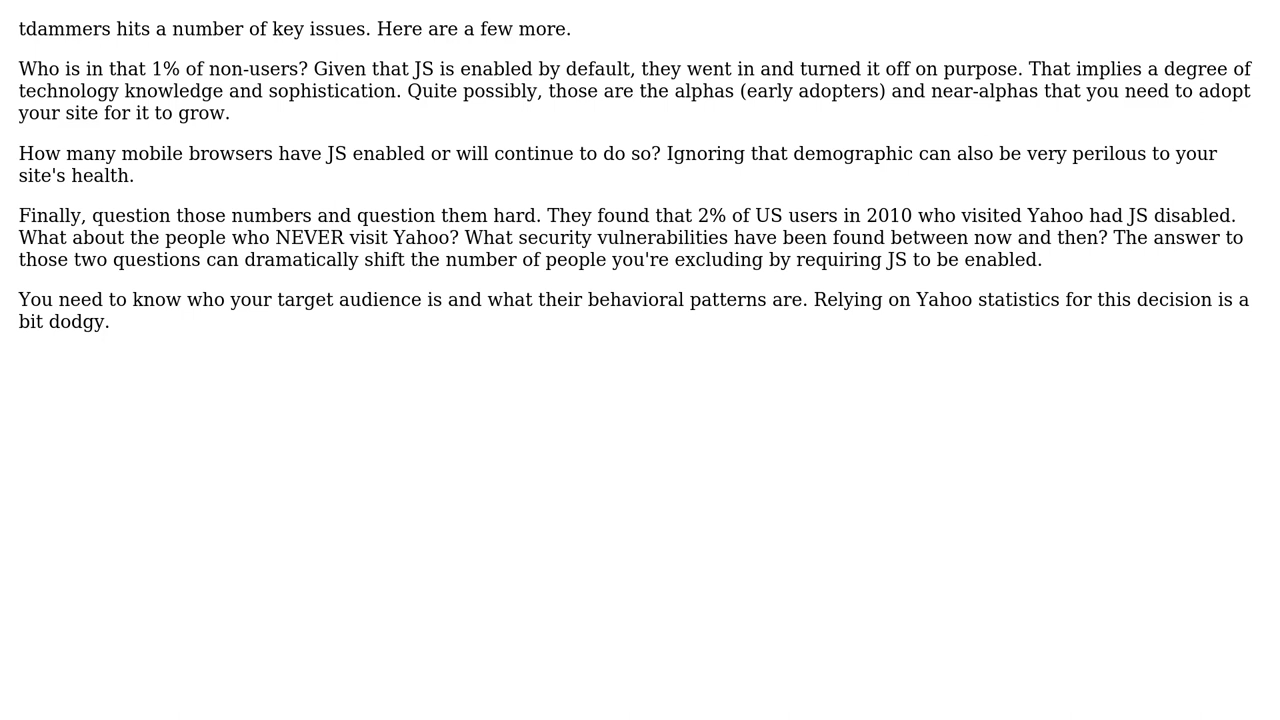 tdammers hits a number of key issues. Here are a few more.
Who is in that 1% of non-users? Given that JS is enabled by default, they went in and turned it off on purpose. That implies a degree of
technology knowledge and sophistication. Quite possibly, those are the alphas (early adopters) and near-alphas that you need to adopt
your site for it to grow.
How many mobile browsers have JS enabled or will continue to do so? Ignoring that demographic can also be very perilous to your
site's health.
Finally, question those numbers and question them hard. They found that 2% of US users in 2010 who visited Yahoo had JS disabled.
What about the people who NEVER visit Yahoo? What security vulnerabilities have been found between now and then? The answer to
those two questions can dramatically shift the number of people you're excluding by requiring JS to be enabled.
You need to know who your target audience is and what their behavioral patterns are. Relying on Yahoo statistics for this decision is a
bit dodgy.